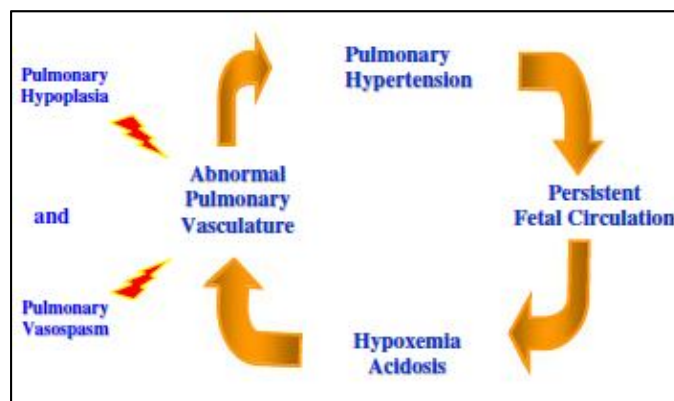 Pulmonary
Hypoplasia
and
Pulmonary
Vasospasm
Abnormal
Pulmonary
Vasculature
Pulmonary
Hypertension
Persistent
Fetal Circulation
Hypoxemia
Acidosis